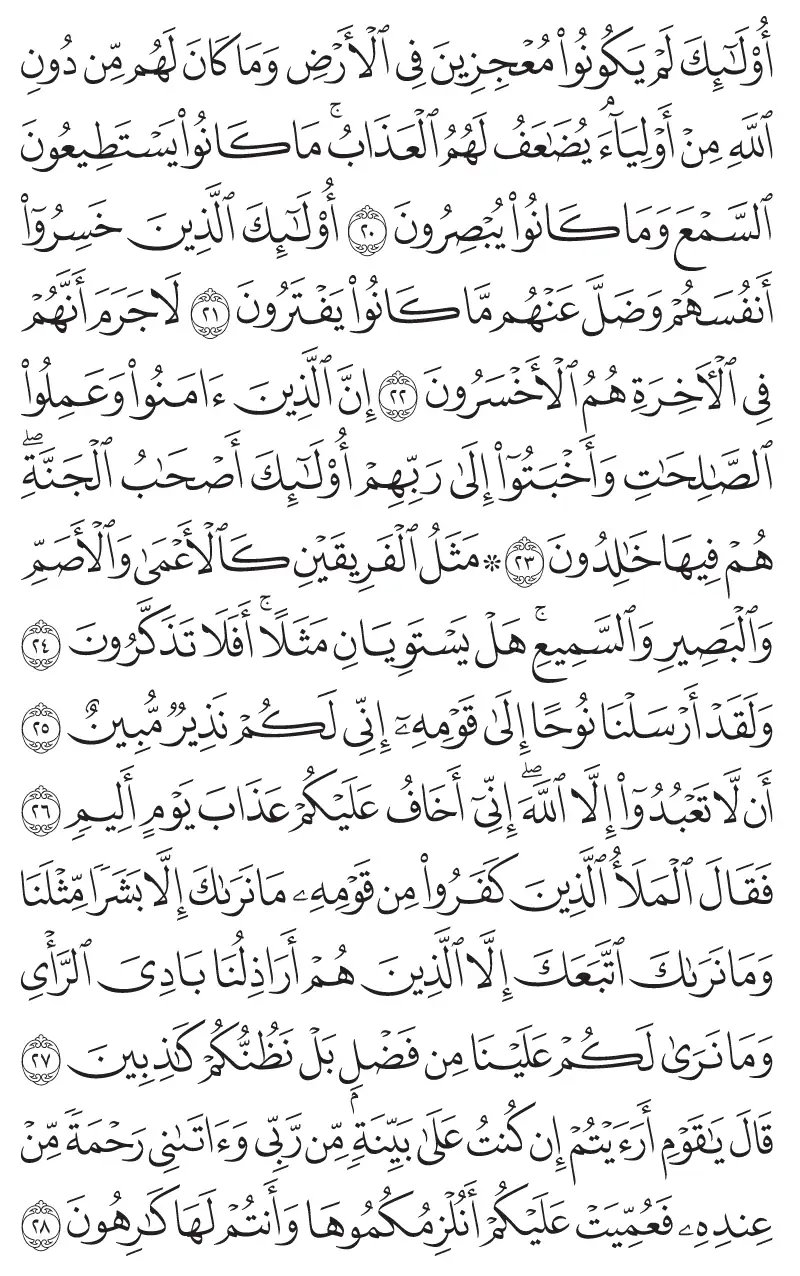 أُوْلَٰٓئِكَ لَمۡ يَكُونُواْ مُعۡجِزِينَ فِي ٱلۡأَرۡضِ وَمَا كَانَ لَهُم مِّن دُونِ
ٱللَّهِ مِنۡ أَوۡلِيَآءَۘ يُضَٰعَفُ لَهُمُ ٱلۡعَذَابُۚ مَا كَانُواْ يَسۡتَطِيعُونَ
ٱلسَّمۡعَ وَمَا كَانُواْ يُبۡصِرُونَ ٢٠ أُوْلَٰٓئِكَ ٱلَّذِينَ خَسِرُوٓاْ
أَنفُسَهُمۡ وَضَلَّ عَنۡهُم مَّا كَانُواْ يَفۡتَرُونَ ٢١ لَا جَرَمَ أَنَّهُمۡ
فِي ٱلۡأٓخِرَةِ هُمُ ٱلۡأَخۡسَرُونَ ٢٢ إِنَّ ٱلَّذِينَ ءَامَنُواْ وَعَمِلُواْ
ٱلصَّٰلِحَٰتِ وَأَخۡبَتُوٓاْ إِلَىٰ رَبِّهِمۡ أُوْلَٰٓئِكَ أَصۡحَٰبُ ٱلۡجَنَّةِۖ
هُمۡ فِيهَا خَٰلِدُونَ ٢٣ * مَثَلُ ٱلۡفَرِيقَيۡنِ كَٱلۡأَعۡمَىٰ وَٱلۡأَصَمِّ
وَٱلۡبَصِيرِ وَٱلسَّمِيعِۚ هَلۡ يَسۡتَوِيَانِ مَثَلًاۚ أَفَلَا تَذَكَّرُونَ ٢٤
وَلَقَدۡ أَرۡسَلۡنَا نُوحًا إِلَىٰ قَوۡمِهِۦٓ إِنِّي لَكُمۡ نَذِيرٞ مُّبِينٌ ٢٥
أَن لَّا تَعۡبُدُوٓاْ إِلَّا ٱللَّهَۖ إِنِّيٓ أَخَافُ عَلَيۡكُمۡ عَذَابَ يَوۡمٍ أَلِيمٖ ٢٦
فَقَالَ ٱلۡمَلَأُ ٱلَّذِينَ كَفَرُواْ مِن قَوۡمِهِۦ مَا نَرَىٰكَ إِلَّا بَشَرٗا مِّثۡلَنَا
وَمَا نَرَىٰكَ ٱتَّبَعَكَ إِلَّا ٱلَّذِينَ هُمۡ أَرَاذِلُنَا بَادِيَ ٱلرَّأۡيِ
وَمَا نَرَىٰ لَكُمۡ عَلَيۡنَا مِن فَضۡلِۭ بَلۡ نَظُنُّكُمۡ كَٰذِبِينَ ٢٧
قَالَ يَٰقَوۡمِ أَرَءَيۡتُمۡ إِن كُنتُ عَلَىٰ بَيِّنَةٖ مِّن رَّبِّي وَءَاتَىٰنِي رَحۡمَةٗ مِّنۡ
عِندِهِۦ فَعُمِّيَتۡ عَلَيۡكُمۡ أَنُلۡزِمُكُمُوهَا وَأَنتُمۡ لَهَا كَٰرِهُونَ ٢٨